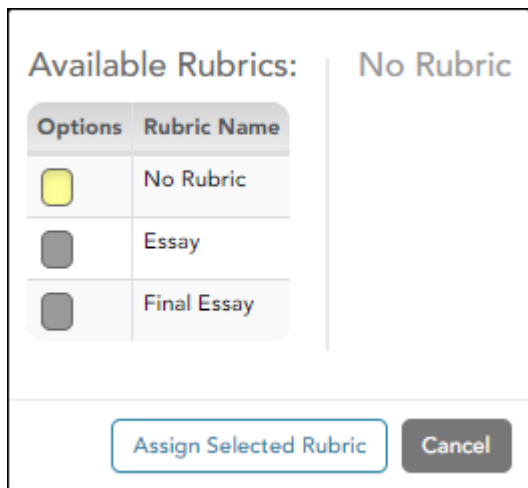 Available Rubrics:
No Rubric
Options Rubric Name
No Rubric
Essay
Final Essay
Assign Selected Rubric
Cancel